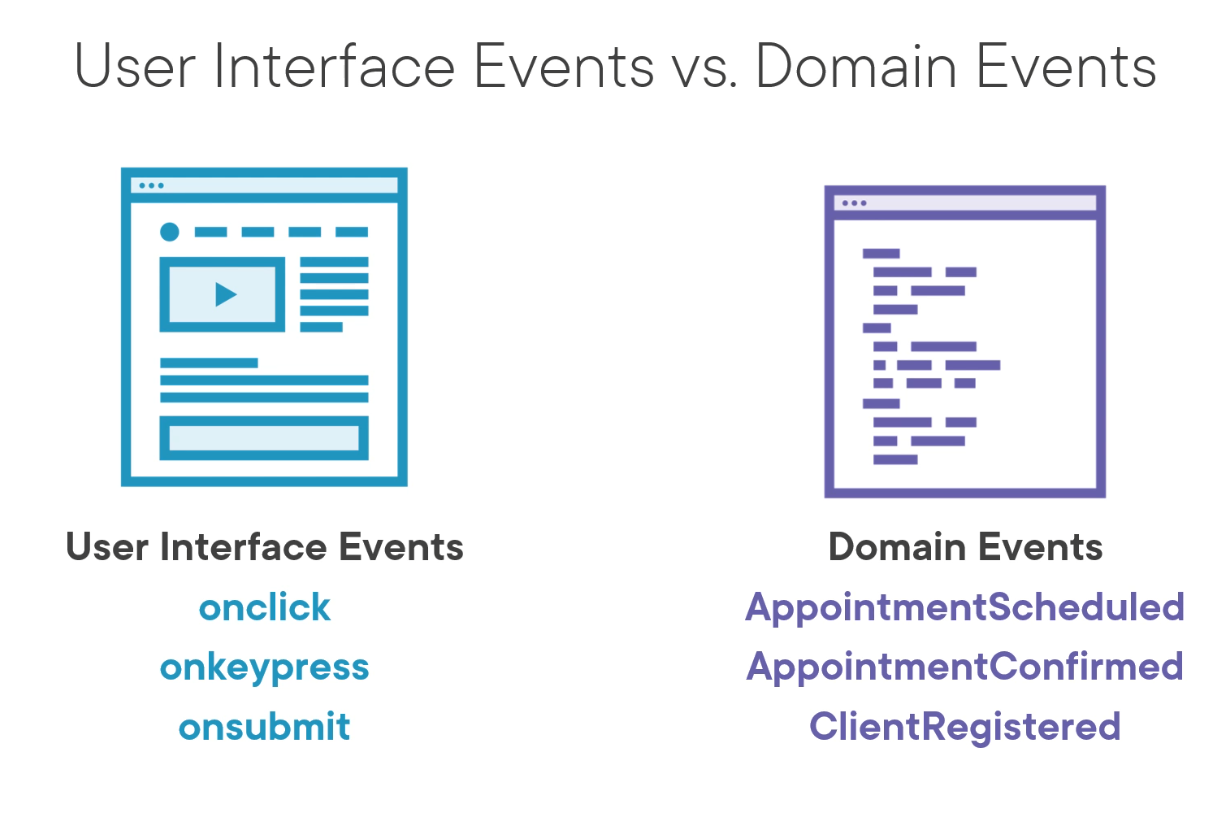 User Interface Events vs. Domain Events
User Interface Events
onclick
onkeypress
onsubmit
Domain Events
AppointmentScheduled
AppointmentConfirmed
ClientRegistered